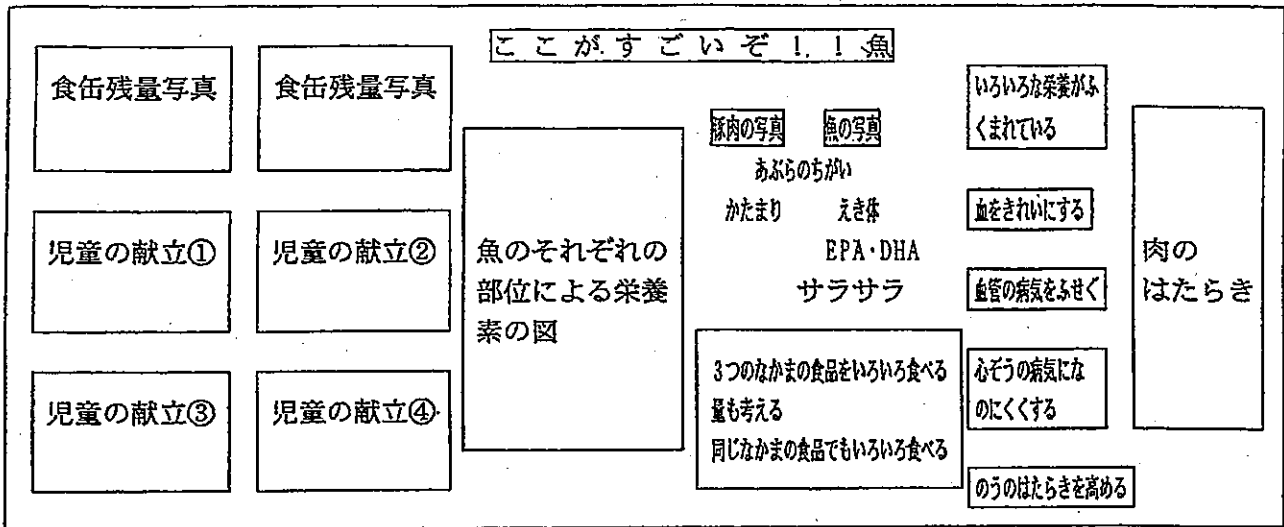 ここがすごいぞ!!魚
食缶残量写真
食缶残量写真
児童の献立①
児童の献立②
児童の献立③
児童の献立④
魚のそれぞれの
部位による栄養
素の図
豚肉の写真
魚の写真
あぶらのちがい
かたまり
えき体
EPA・DHA
サラサラ
3つのなかまの食品をいろいろ食べる
量も考える
同じなかまの食品でもいろいろ食べる
いろいろな栄養がふ
くまれている
血をきれいにする
血管の病気をふせぐ
心ぞうの病気にな
のにくくする
のうのはたらきを高める
肉の
はたらき